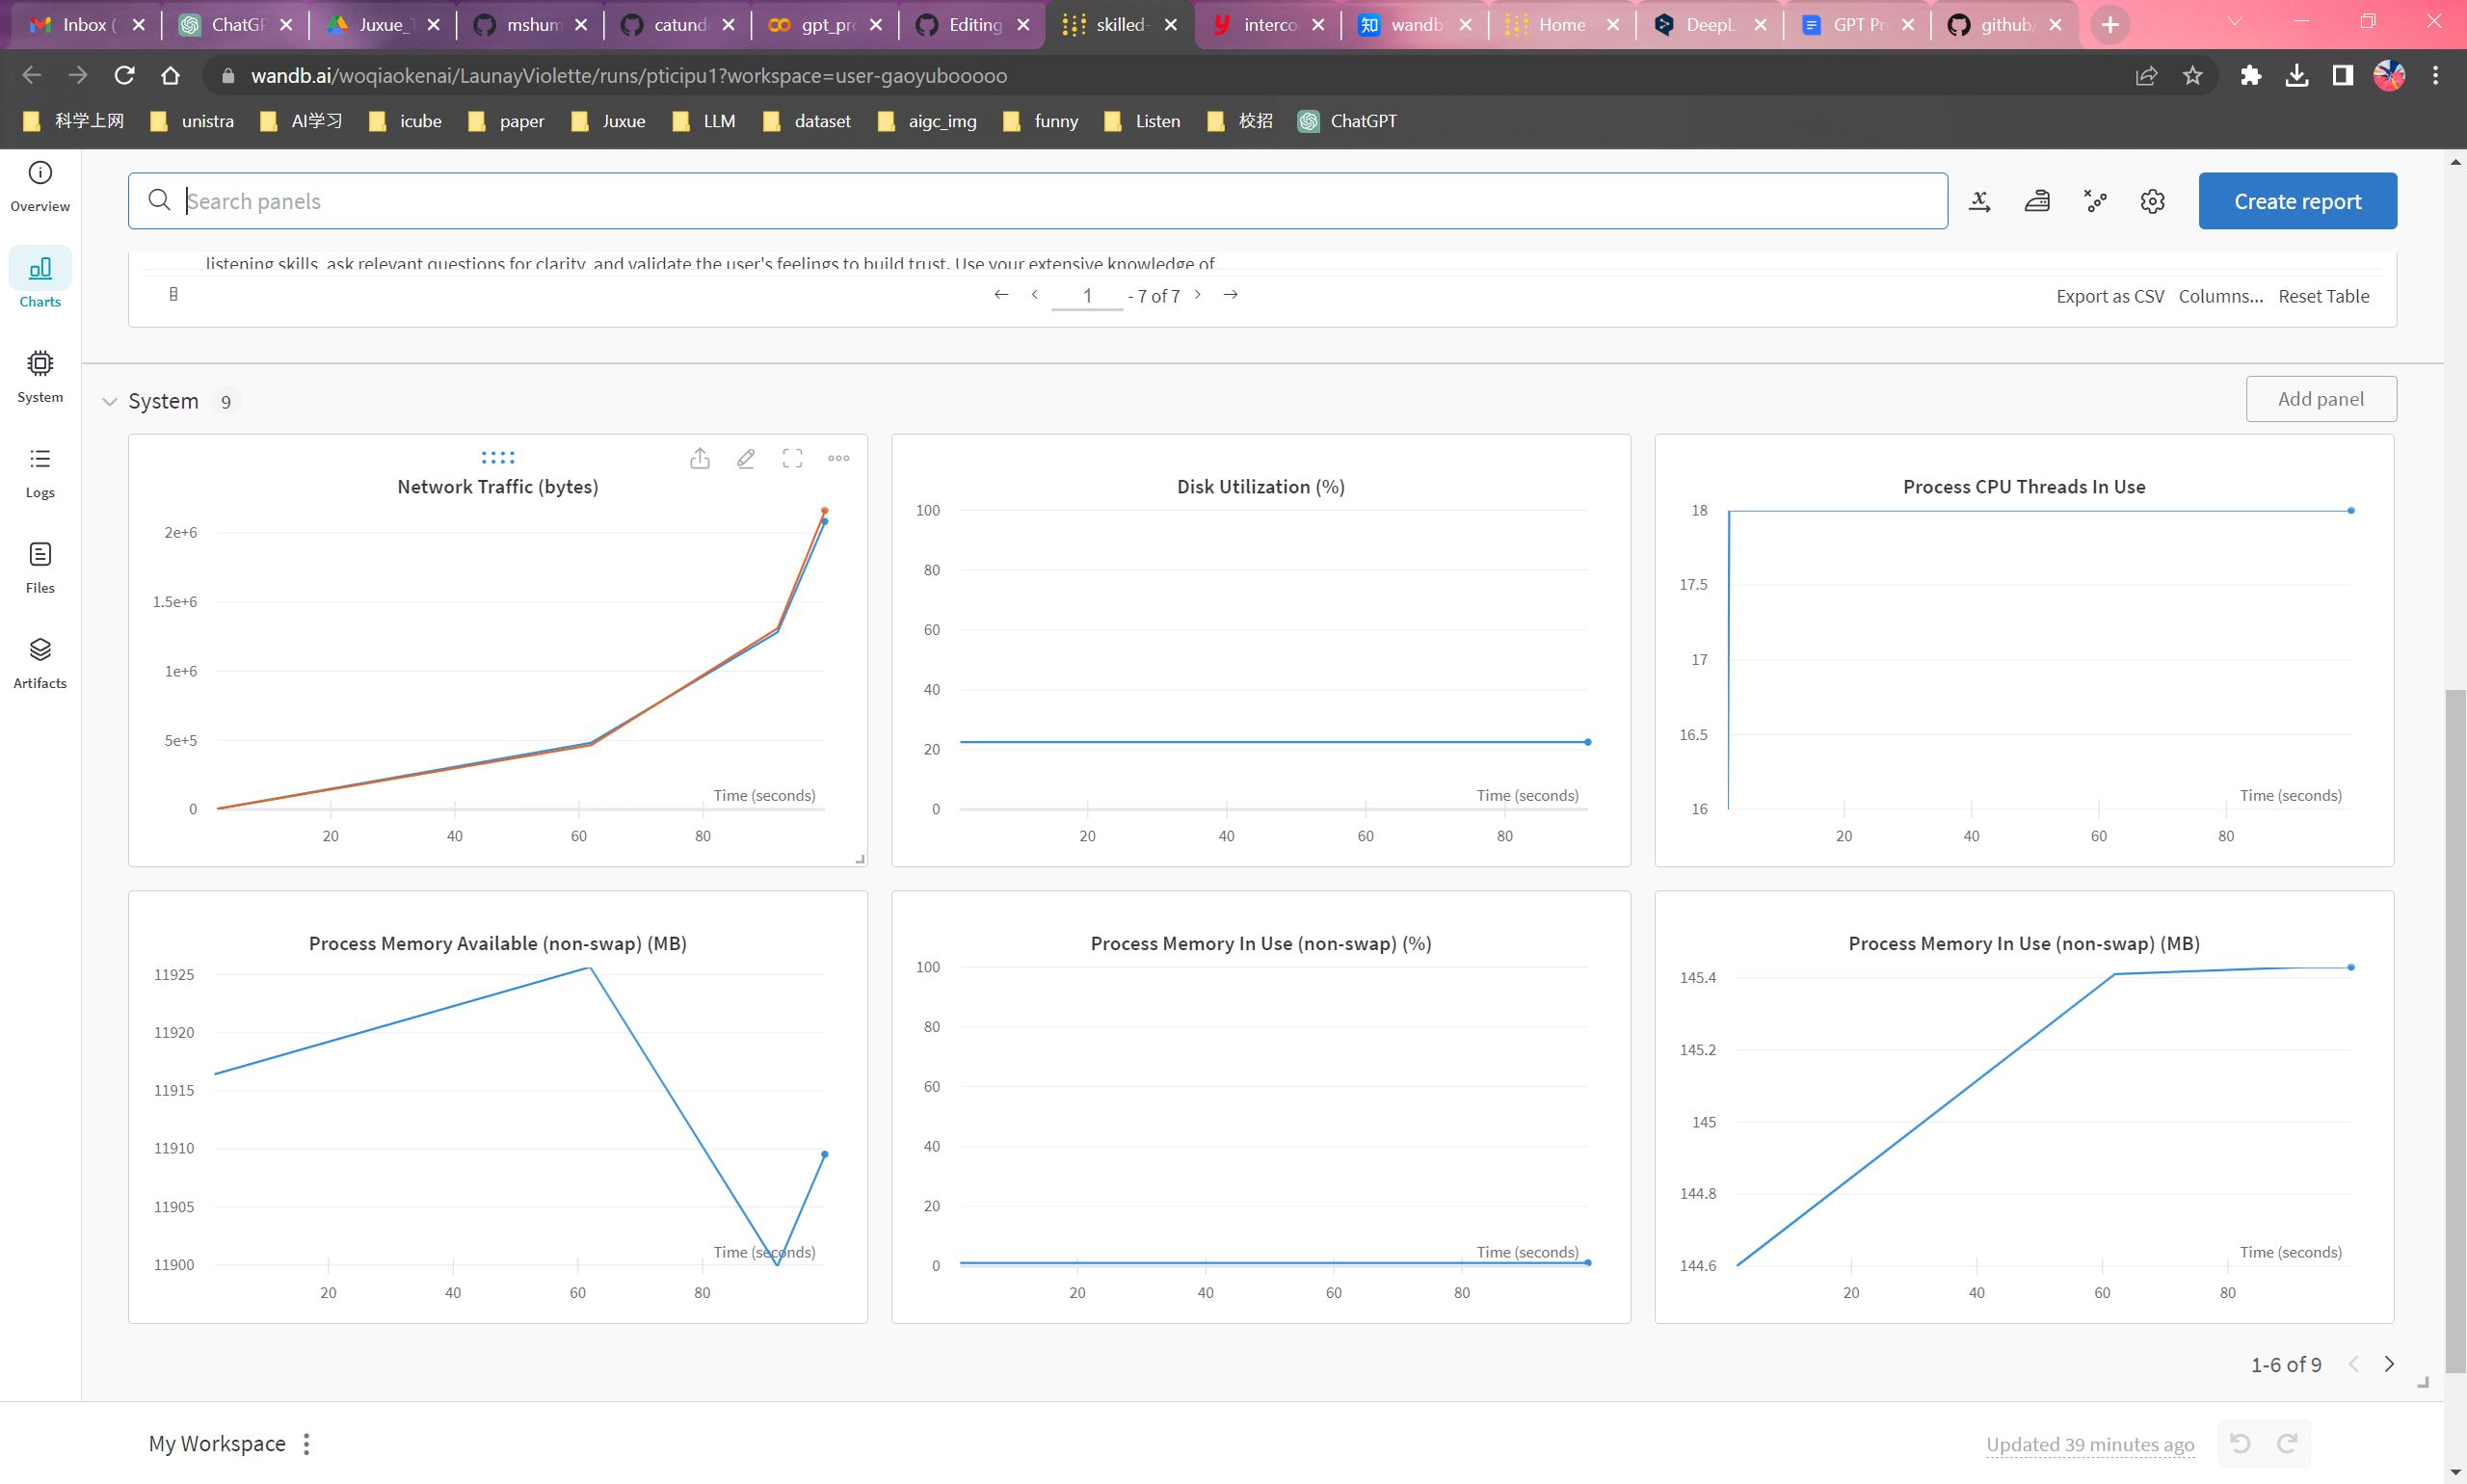 Inbox (
ChatGP
Juxue_T
mshum
catund
gpt_pro
Editing
skilled-
interco
知 wandb
Home
DeepL
GPT Pr
github/
wandb.ai/woqiaokenai/LaunayViolette/runs/pticipu1?workspace=user-gaoyubooooo
科学上网 unistra AI学习 icube paper Juxue LLM dataset aigc_img funny Listen 校招 ChatGPT
Overview
Charts
System
Logs
Files
Artifacts
Search panels
Create report
listening skills, ask relevant questions for clarity, and validate the user's feelings to build trust. Use your extensive knowledge of
1 - 7 of 7
Export as CSV Columns... Reset Table
System 9
Add panel
Network Traffic (bytes)
2e+6
1.5e+6
1e+6
5e+5
0
Time (seconds)
20 40 60 80
Disk Utilization (%)
100
80
60
40
20
0
Time (seconds)
20 40 60 80
Process CPU Threads In Use
18
17.5
17
16.5
16
Time (seconds)
20 40 60 80
Process Memory Available (non-swap) (MB)
11925
11920
11915
11910
11905
11900
Time (seconds)
20 40 60 80
Process Memory In Use (non-swap) (%)
100
80
60
40
20
0
Time (seconds)
20 40 60 80
Process Memory In Use (non-swap) (MB)
145.4
145.2
145
144.8
144.6
Time (seconds)
20 40 60 80
1-6 of 9
My Workspace
Updated 39 minutes ago